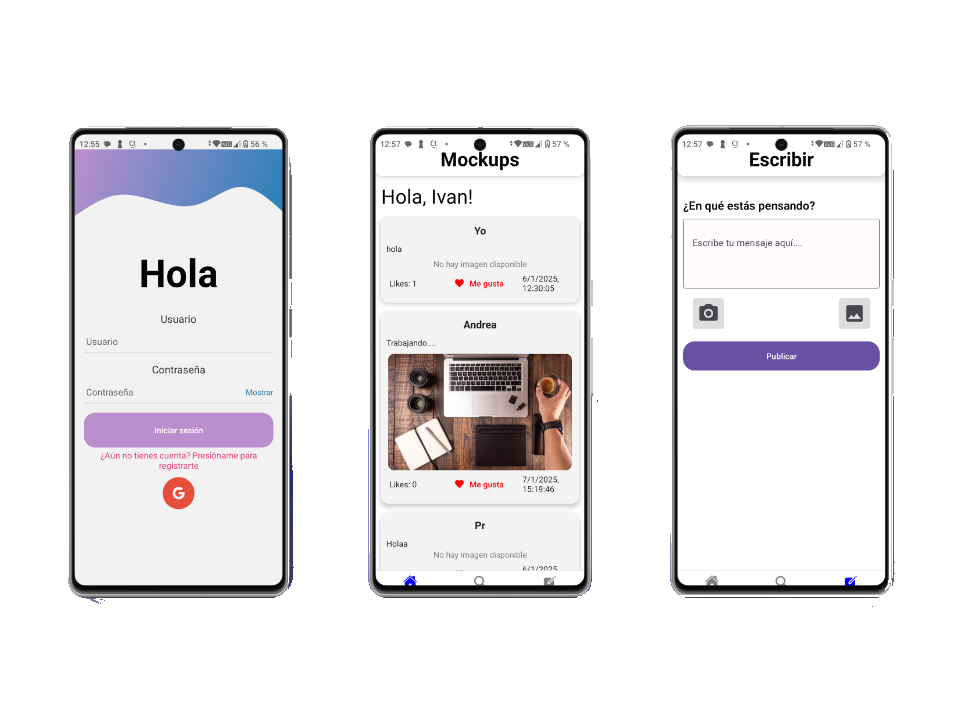 12:55
56 %
Hola
Usuario
Usuario
Contraseña
Contraseña
Mostrar
Iniciar sesión
¿Aún no tienes cuenta? Presióname para
registrarte
G
12:57
57 %
Mockups
Hola, Ivan!
Yo
hola
No hay imagen disponible
Likes: 1
Me gusta
6/1/2025,
12:30:05
Andrea
Trabajando....
Likes: 0
Me gusta
7/1/2025,
15:19:46
Pr
Holaa
No hay imagen disponible
6/1/2025,
12:57
57 %
Escribir
¿En qué estás pensando?
Escribe tu mensaje aquí....
Publicar